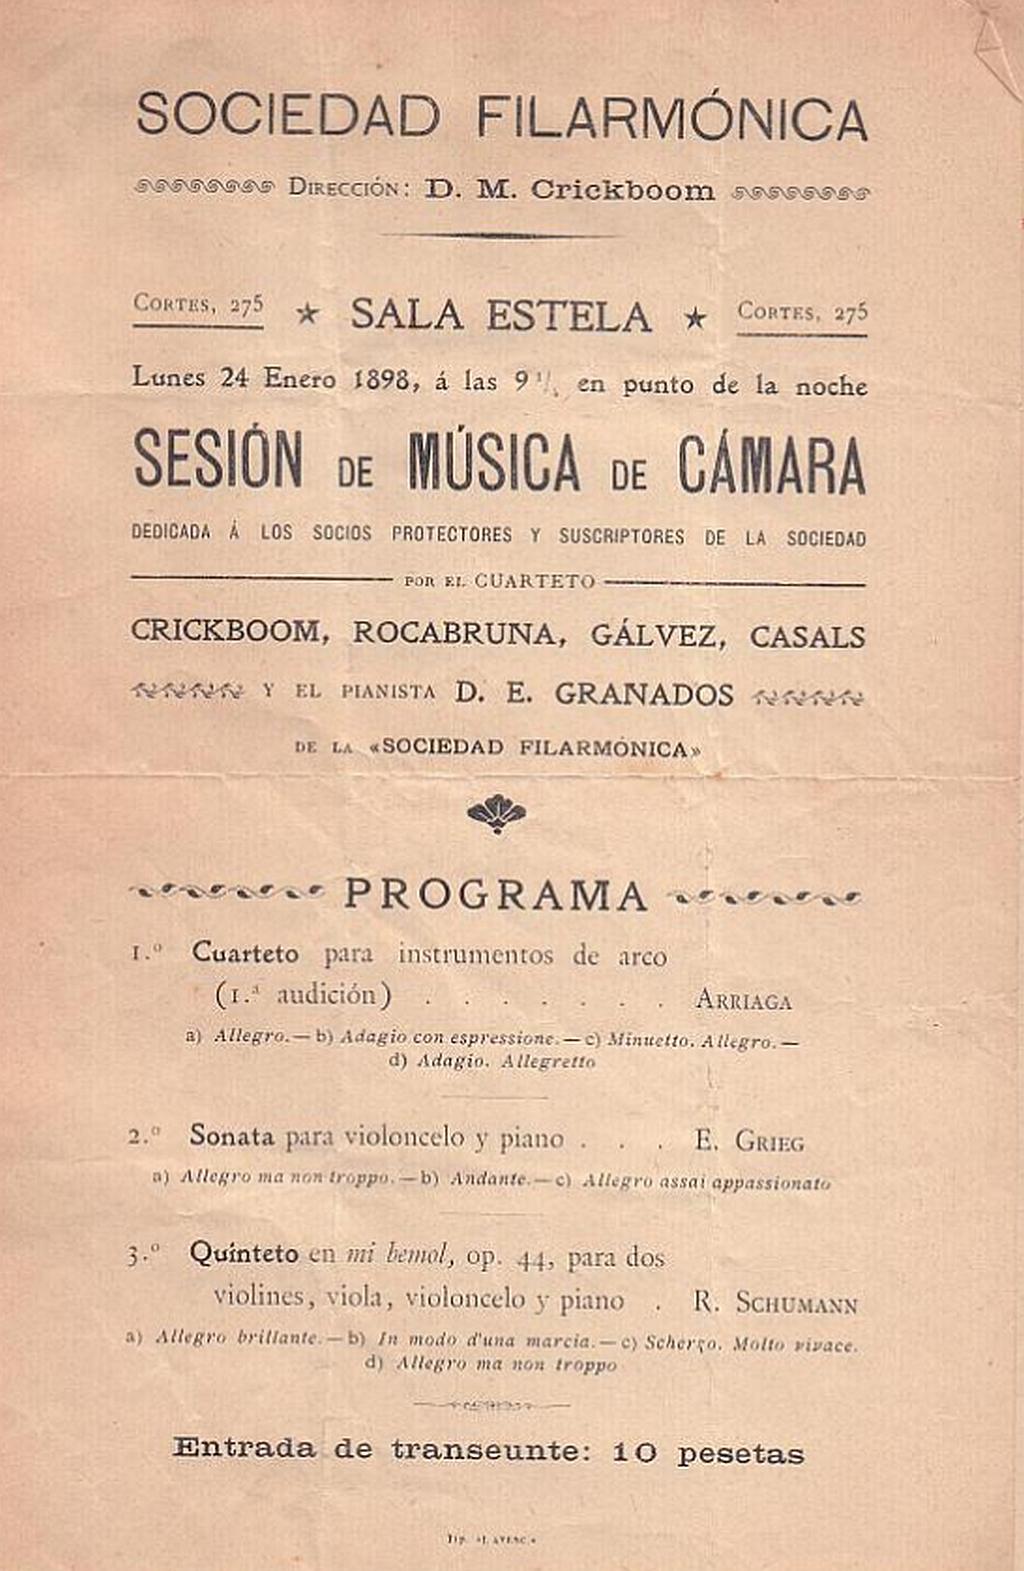 SOCIEDAD FILARMÓNICA
DIRECCIÓN: D. M. Crickboom
CORTES, 275 ★ SALA ESTELA ★ CORTES, 275
Lunes 24 Enero 1898, á las 9 en punto de la noche
SESIÓN DE MÚSICA DE CÁMARA
DEDICADA Á LOS SOCIOS PROTECTORES Y SUSCRIPTORES DE LA SOCIEDAD
POR EL CUARTETO
CRICKBOOM, ROCABRUNA, GÁLVEZ, CASALS
Y EL PIANISTA D. E. GRANADOS
DE LA «SOCIEDAD FILARMÓNICA»
PROGRAMA
1.º Cuarteto para instrumentos de arco
(1.ª audición) . . . . . . . ARRIAGA
a) Allegro.—b) Adagio con espressione.—c) Minuetto. Allegro.—
d) Adagio. Allegretto
2.º Sonata para violoncelo y piano . . . E. GRIEG
a) Allegro ma non troppo.—b) Andante.—c) Allegro assai appassionato
3.º Quinteto en mi bemol, op. 44, para dos
violines, viola, violoncelo y piano . R. SCHUMANN
a) Allegro brillante.—b) In modo d'una marcia.—c) Scherzo. Molto vivace.
d) Allegro ma non troppo
Entrada de transeunte: 10 pesetas
Tip. «L'AVENÇ»